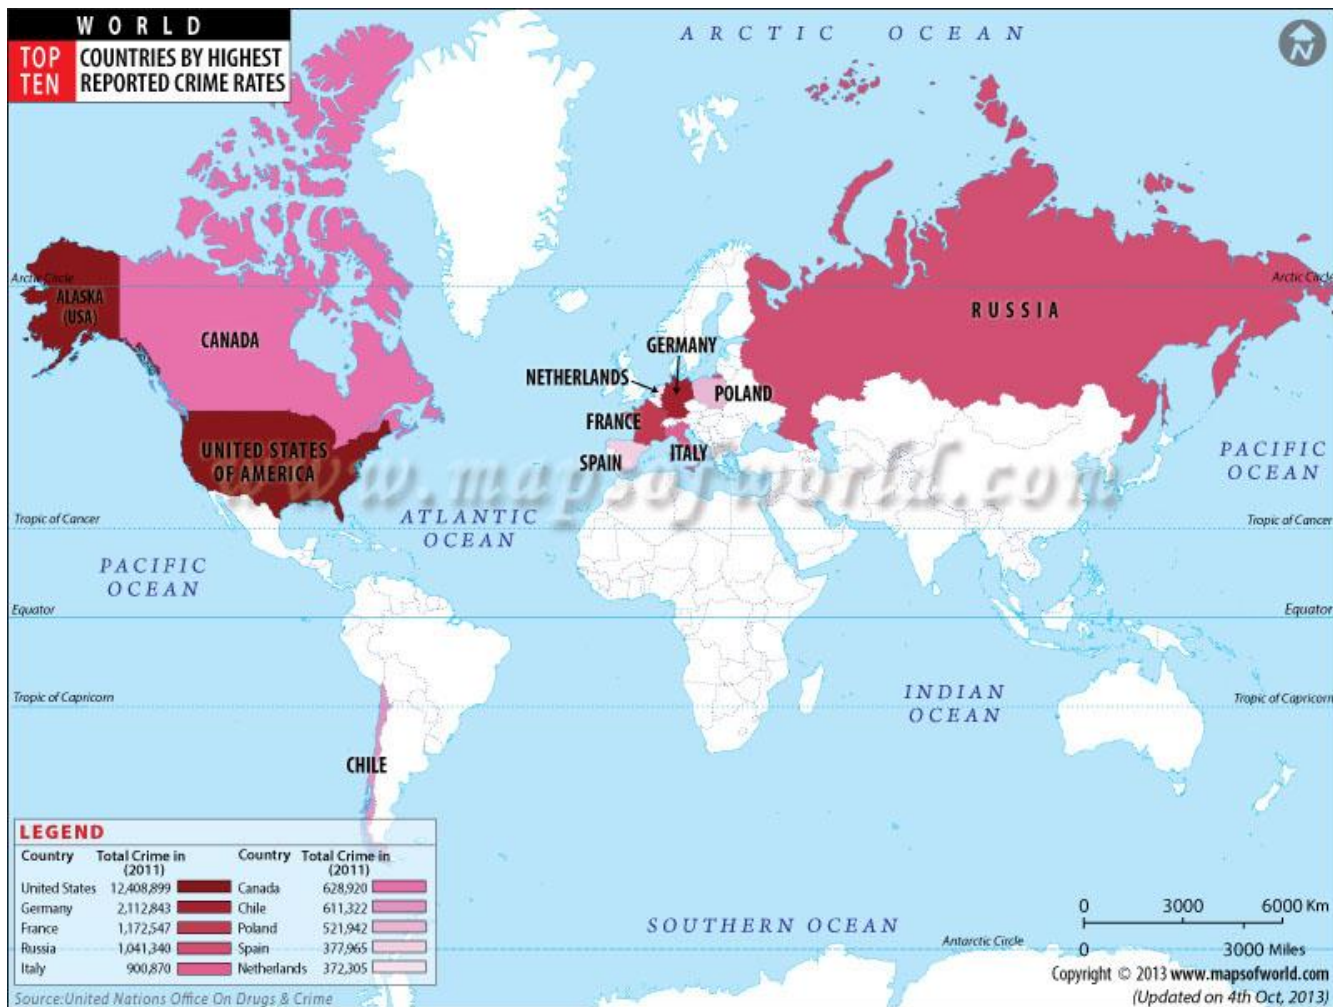 WORLD
TOP TEN
COUNTRIES BY HIGHEST
REPORTED CRIME RATES
ARCTIC OCEAN
N
Arctic Circle
Arctic Circle
ALASKA
(USA)
CANADA
RUSSIA
GERMANY
NETHERLANDS
POLAND
FRANCE
ITALY
SPAIN
UNITED STATES
OF AMERICA
PACIFIC
OCEAN
www.mapsofworld.com
Tropic of Cancer
ATLANTIC
OCEAN
Tropic of Cancer
PACIFIC
OCEAN
Equator
Equator
Tropic of Capricorn
INDIAN
OCEAN
Tropic of Capricorn
CHILE
LEGEND
Country Total Crime in (2011) Country Total Crime in (2011)
United States 12,408,899 Canada 628,920
Germany 2,112,843 Chile 611,322
France 1,172,547 Poland 521,942
Russia 1,041,340 Spain 377,965
Italy 900,870 Netherlands 372,305
Source:United Nations Office On Drugs & Crime
SOUTHERN OCEAN
Antarctic Circle
0 3000 6000 Km
0 3000 Miles
Copyright © 2013 www.mapsofworld.com
(Updated on 4th Oct, 2013)